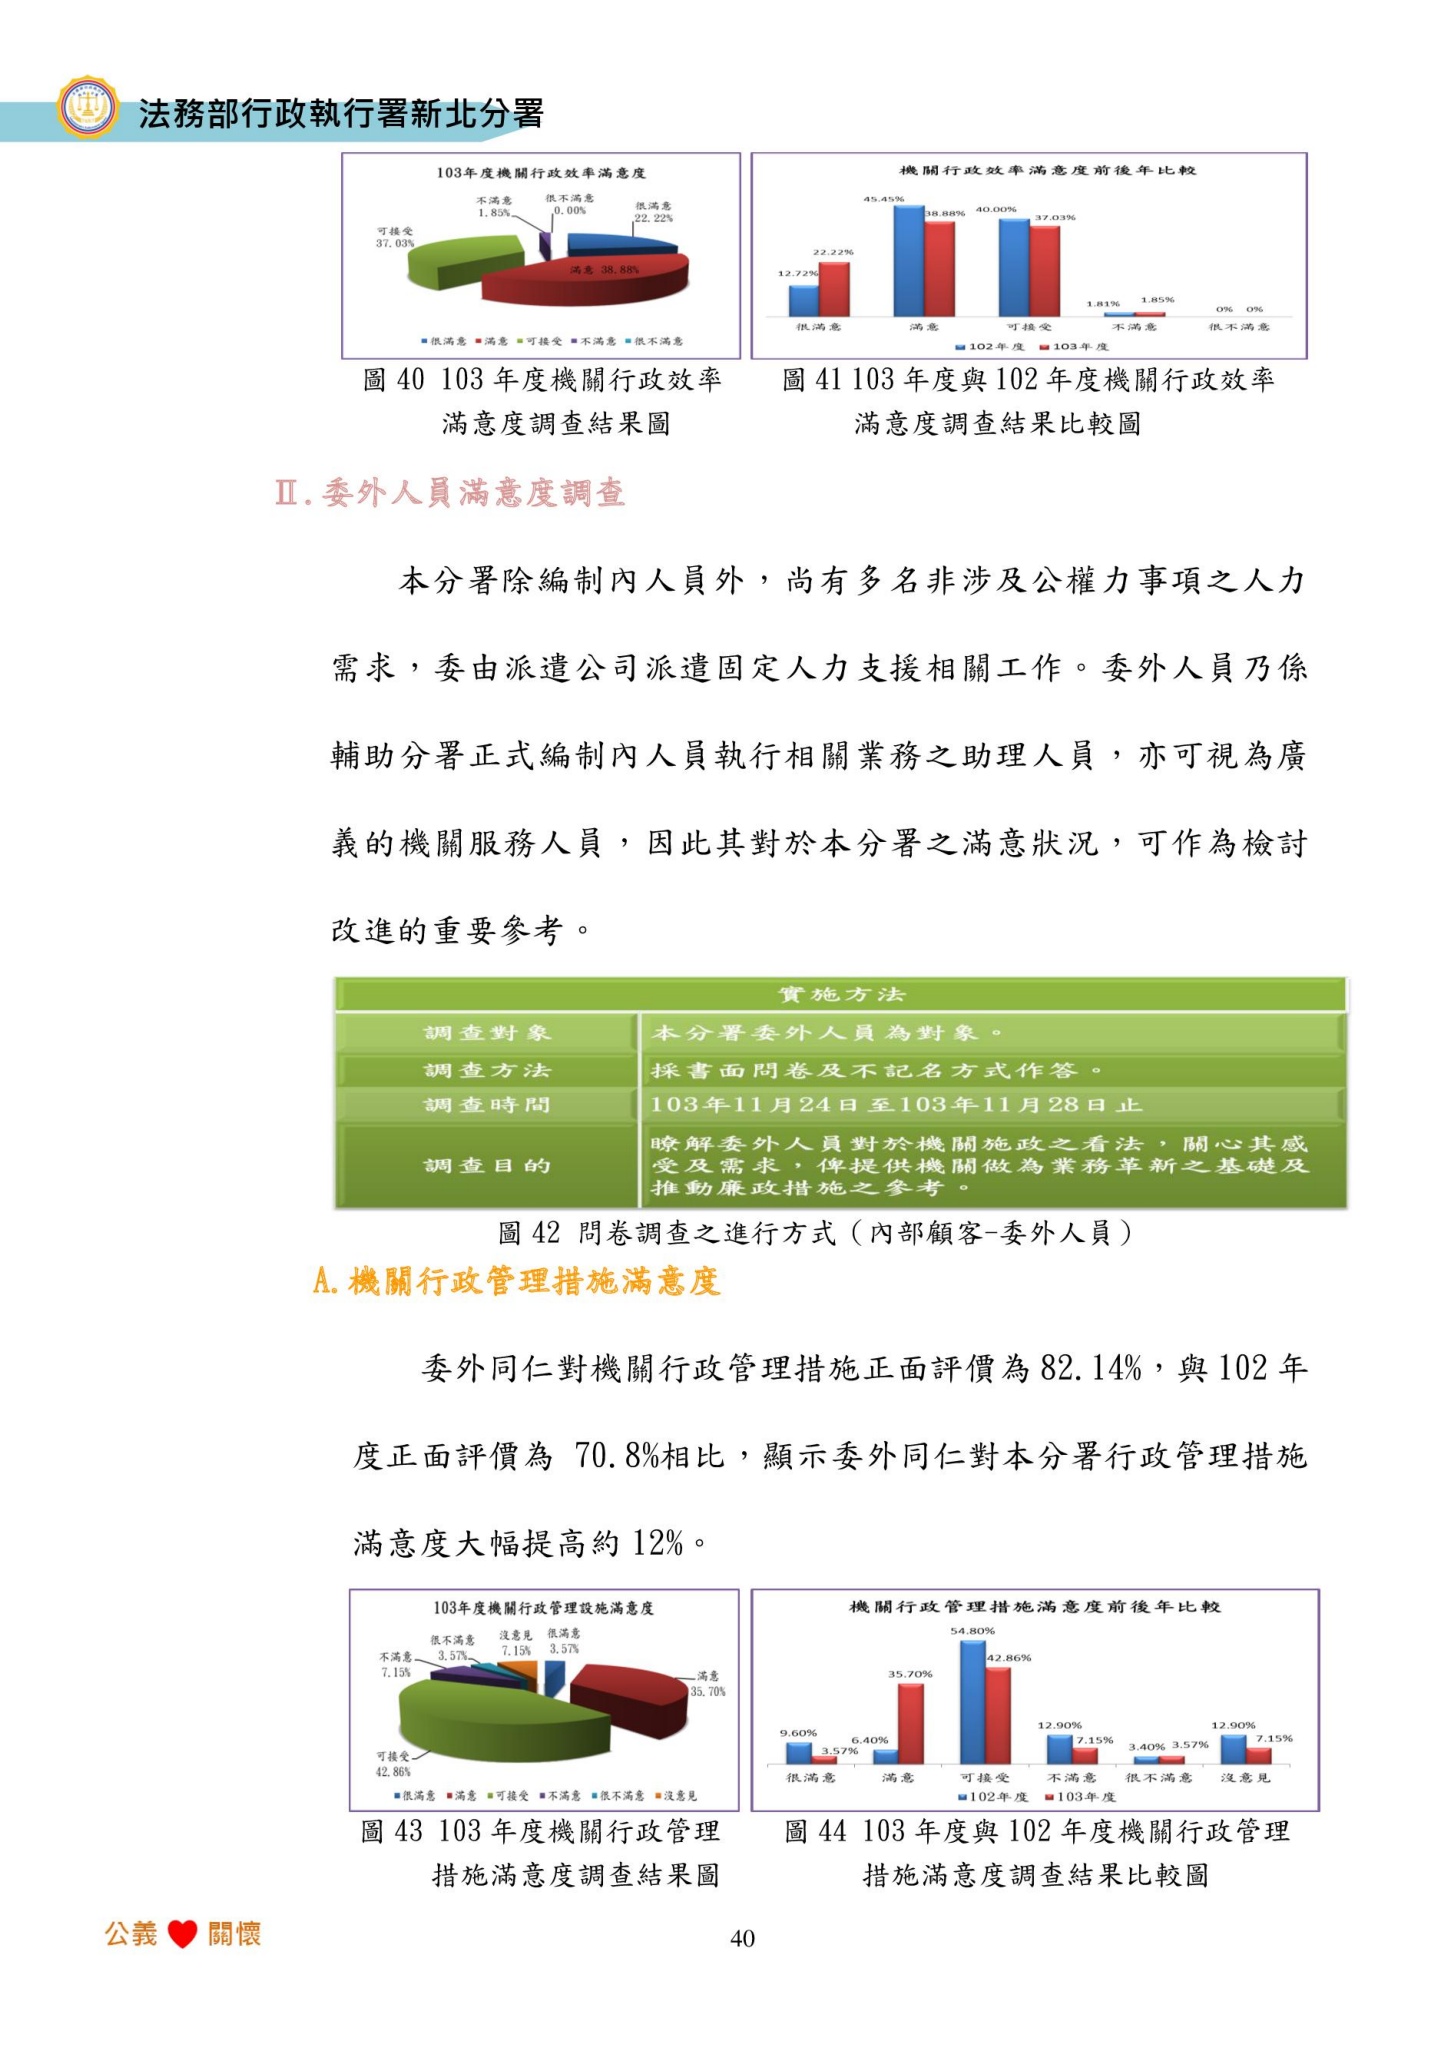 法務部行政執行署新北分署
103年度機關行政效率滿意度
不滿意
1.85%
很不滿意
0.00%
很滿意
22.22%
可接受
37.03%
滿意 38.88%
很滿意 滿意 可接受 不滿意 很不滿意
機關行政效率滿意度前後年比較
45.45%
38.88%
40.00%
37.03%
22.22%
12.72%
1.81%
1.85%
0% 0%
很滿意 滿意 可接受 不滿意 很不滿意
102年度 103年度
圖 40 103 年度機關行政效率
滿意度調查結果圖
圖 41 103 年度與 102 年度機關行政效率
滿意度調查結果比較圖
Ⅱ.委外人員滿意度調查
本分署除編制內人員外，尚有多名非涉及公權力事項之人力
需求，委由派遣公司派遣固定人力支援相關工作。委外人員乃係
輔助分署正式編制內人員執行相關業務之助理人員，亦可視為廣
義的機關服務人員，因此其對於本分署之滿意狀況，可作為檢討
改進的重要參考。
實施方法
調查對象 本分署委外人員為對象。
調查方法 採書面問卷及不記名方式作答。
調查時間 103年11月24日至103年11月28日止
調查目的 瞭解委外人員對於機關施政之看法，關心其感
受及需求，俾提供機關做為業務革新之基礎及
推動廉政措施之參考。
圖 42 問卷調查之進行方式（內部顧客-委外人員）
A.機關行政管理措施滿意度
委外同仁對機關行政管理措施正面評價為 82.14%，與 102 年
度正面評價為 70.8%相比，顯示委外同仁對本分署行政管理措施
滿意度大幅提高約 12%。
103年度機關行政管理設施滿意度
不滿意
7.15%
很不滿意
3.57%
沒意見
7.15%
很滿意
3.57%
滿意
35.70%
可接受
42.86%
很滿意 滿意 可接受 不滿意 很不滿意 沒意見
機關行政管理措施滿意度前後年比較
54.80%
42.86%
35.70%
9.60%
3.57%
6.40%
12.90%
7.15%
3.40% 3.57%
12.90%
7.15%
很滿意 滿意 可接受 不滿意 很不滿意 沒意見
102年度 103年度
圖 43 103 年度機關行政管理
措施滿意度調查結果圖
圖 44 103 年度與 102 年度機關行政管理
措施滿意度調查結果比較圖
公義 關懷
40